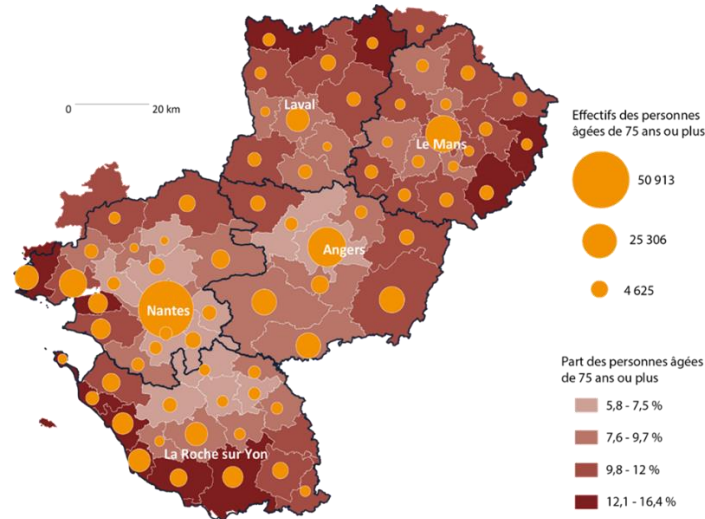 Laval
0
20 km
Le Mans
Angers
Nantes
La Roche sur Yon
Effectifs des personnes
âgées de 75 ans ou plus
50 913
25 306
4 625
Part des personnes âgées
de 75 ans ou plus
5,8 - 7,5 %
7,6 - 9,7 %
9,8 - 12 %
12,1 - 16,4 %